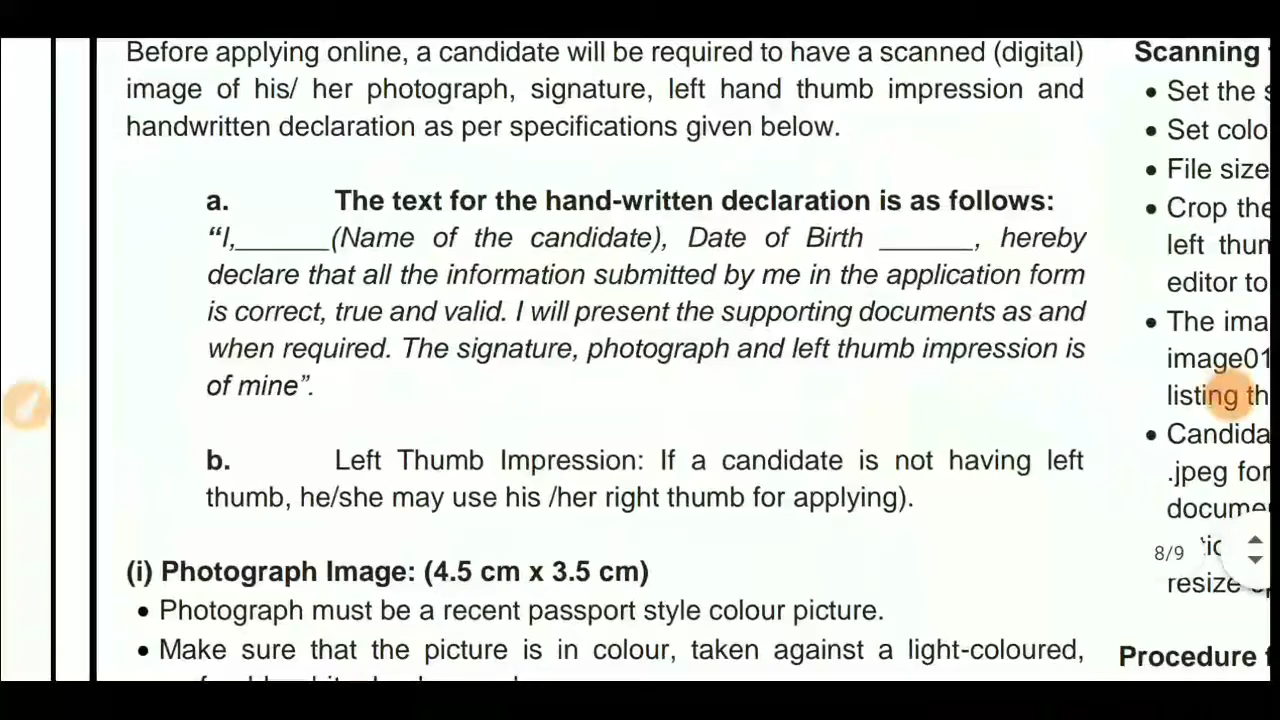 Before applying online, a candidate will be required to have a scanned (digital)
image of his/ her photograph, signature, left hand thumb impression and
handwritten declaration as per specifications given below.
a. The text for the hand-written declaration is as follows:
“I,______(Name of the candidate), Date of Birth ______, hereby
declare that all the information submitted by me in the application form
is correct, true and valid. I will present the supporting documents as and
when required. The signature, photograph and left thumb impression is
of mine”.
b. Left Thumb Impression: If a candidate is not having left
thumb, he/she may use his /her right thumb for applying).
(i) Photograph Image: (4.5 cm x 3.5 cm)
• Photograph must be a recent passport style colour picture.
• Make sure that the picture is in colour, taken against a light-coloured,
Scanning
• Set the
• Set colo
• File size
• Crop the
left thum
editor to
• The ima
image01
listing th
• Candida
.jpeg for
docume
8/9
resize
Procedure